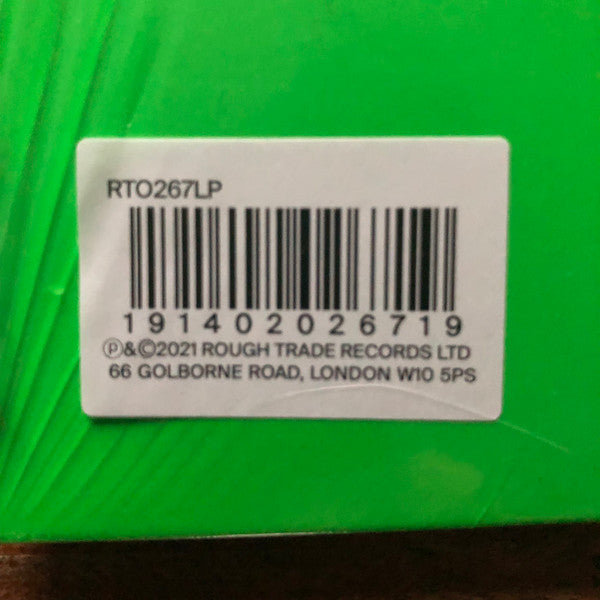 RTO267LP
191402026719
℗&©2021 ROUGH TRADE RECORDS LTD
66 GOLBORNE ROAD, LONDON W10 5PS